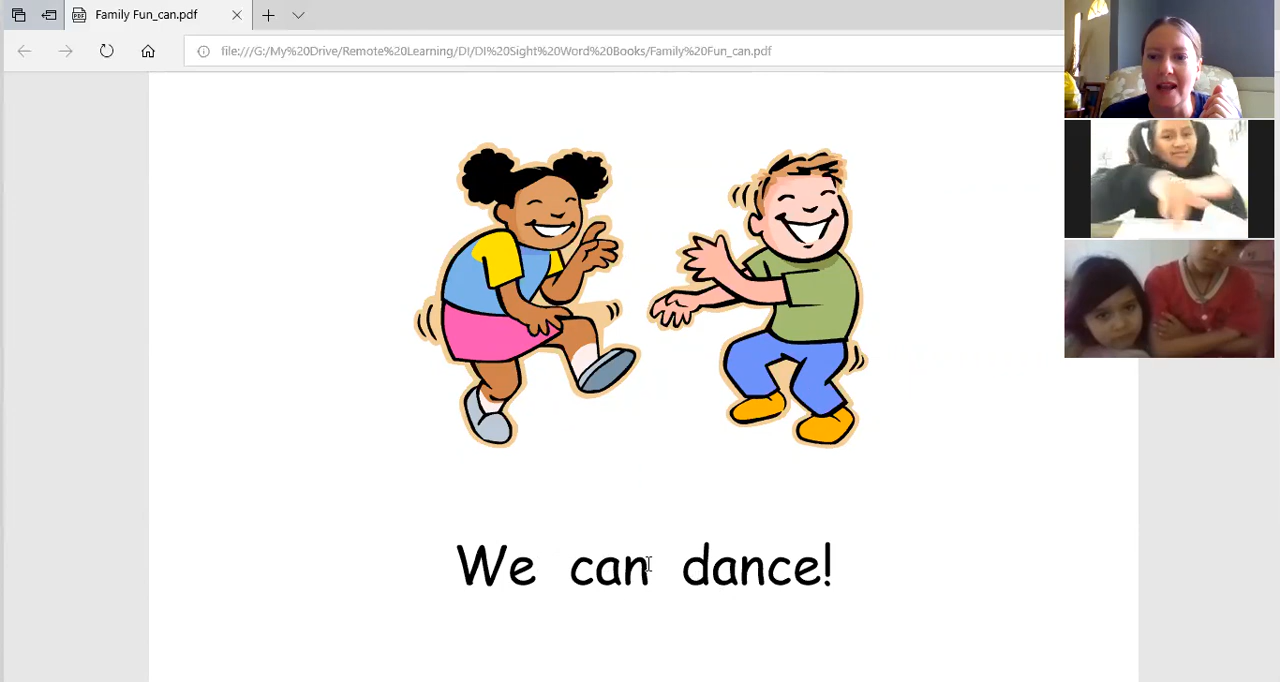 Family Fun_can.pdf
file:///G:/My%20Drive/Remote%20Learning/DI/DI%20Sight%20Word%20Books/Family%20Fun_can.pdf
We can dance!